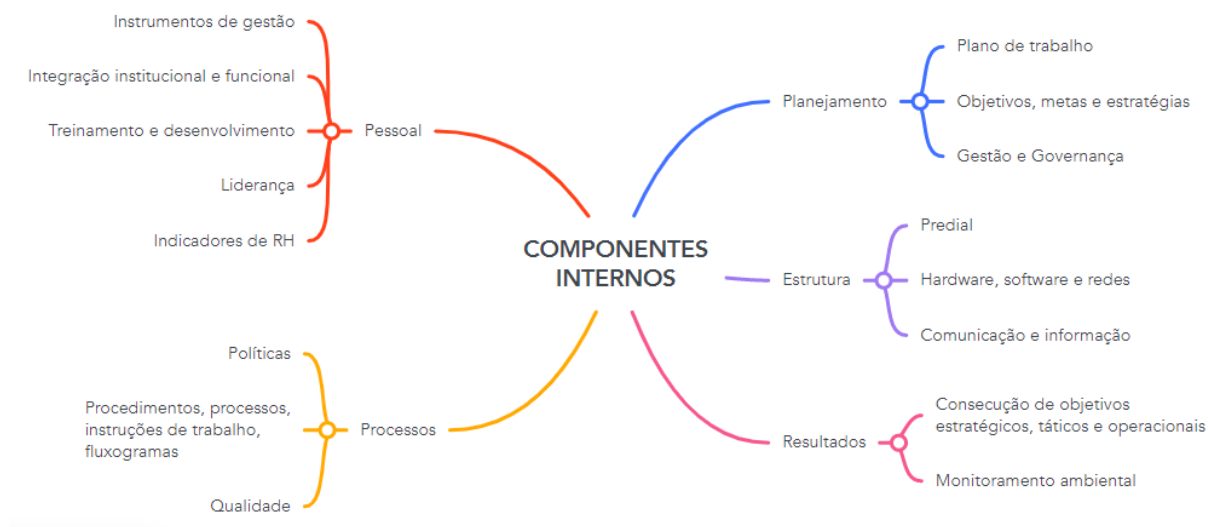 COMPONENTES
INTERNOS
Pessoal
Instrumentos de gestão
Integração institucional e funcional
Treinamento e desenvolvimento
Liderança
Indicadores de RH
Processos
Políticas
Procedimentos, processos,
instruções de trabalho,
fluxogramas
Qualidade
Planejamento
Plano de trabalho
Objetivos, metas e estratégias
Gestão e Governança
Estrutura
Predial
Hardware, software e redes
Comunicação e informação
Resultados
Consecução de objetivos
estratégicos, táticos e operacionais
Monitoramento ambiental